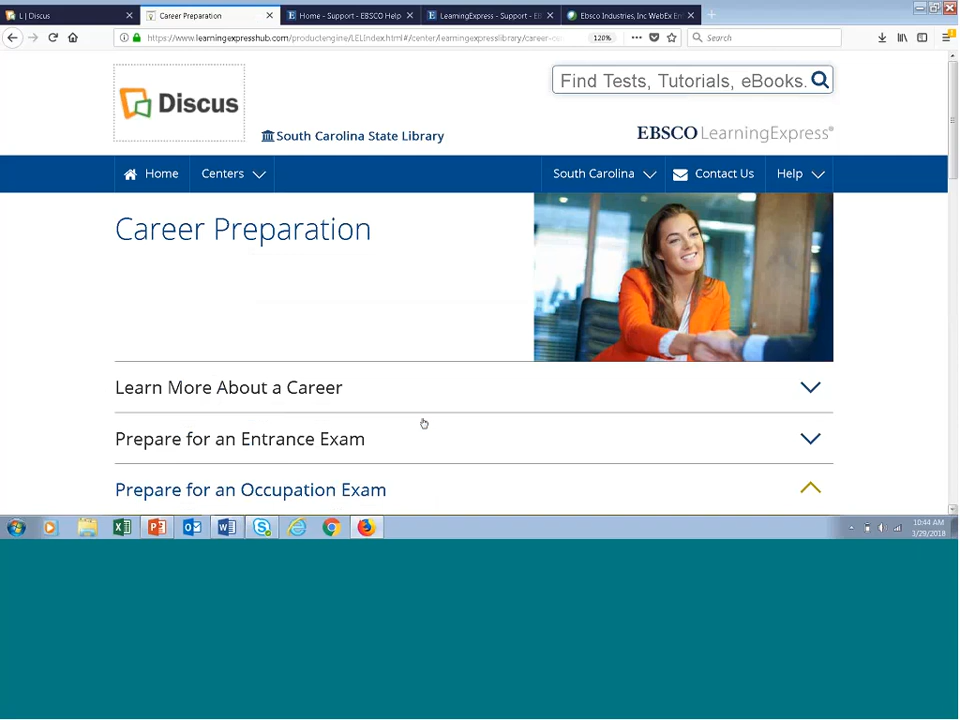 L | Discus
Career Preparation
Home - Support - EBSCO Help
LearningExpress - Support - EB
Ebsco Industries, Inc WebEx En
https://www.learningexpresshub.com/productengine/LELIndex.html#/center/learningexpresslibrary/career-ce
120%
Search
Discus
South Carolina State Library
Find Tests, Tutorials, eBooks.
EBSCO LearningExpress®
Home
Centers
South Carolina
Contact Us
Help
Career Preparation
Learn More About a Career
Prepare for an Entrance Exam
Prepare for an Occupation Exam
10:44 AM
3/29/2018